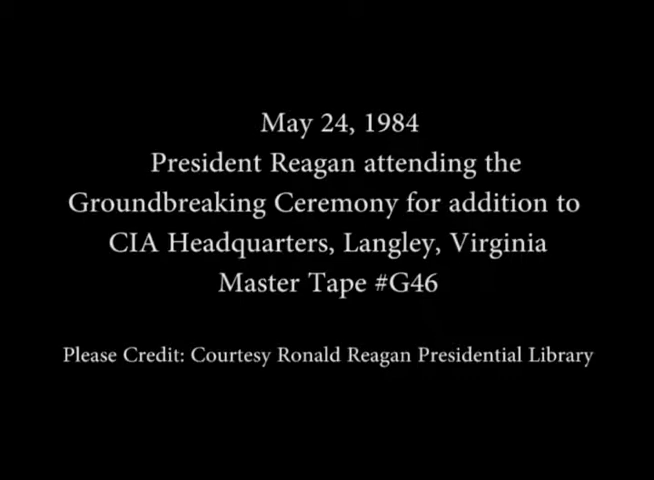 May 24, 1984
President Reagan attending the
Groundbreaking Ceremony for addition to
CIA Headquarters, Langley, Virginia
Master Tape #G46
Please Credit: Courtesy Ronald Reagan Presidential Library